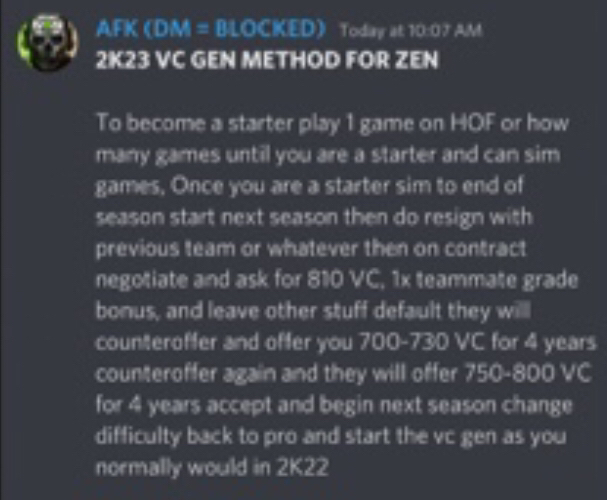 AFK (DM = BLOCKED) Today at 10:07 AM
2K23 VC GEN METHOD FOR ZEN
To become a starter play 1 game on HOF or how
many games until you are a starter and can sim
games, Once you are a starter sim to end of
season start next season then do resign with
previous team or whatever then on contract
negotiate and ask for 810 VC, 1x teammate grade
bonus, and leave other stuff default they will
counteroffer and offer you 700-730 VC for 4 years
counteroffer again and they will offer 750-800 VC
for 4 years accept and begin next season change
difficulty back to pro and start the vc gen as you
normally would in 2K22